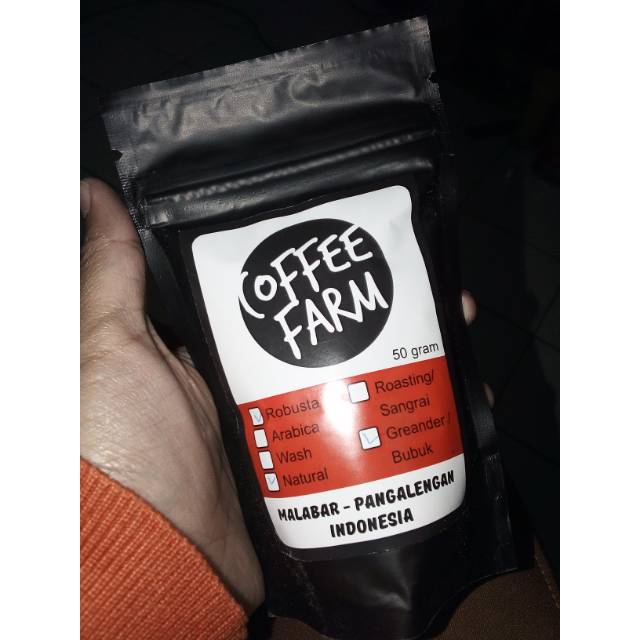 COFFEE
FARM
50 gram
Robusta
Arabica
Wash
Natural
Roasting/
Sangrai
Greander /
Bubuk
MALABAR - PANGALENGAN
INDONESIA